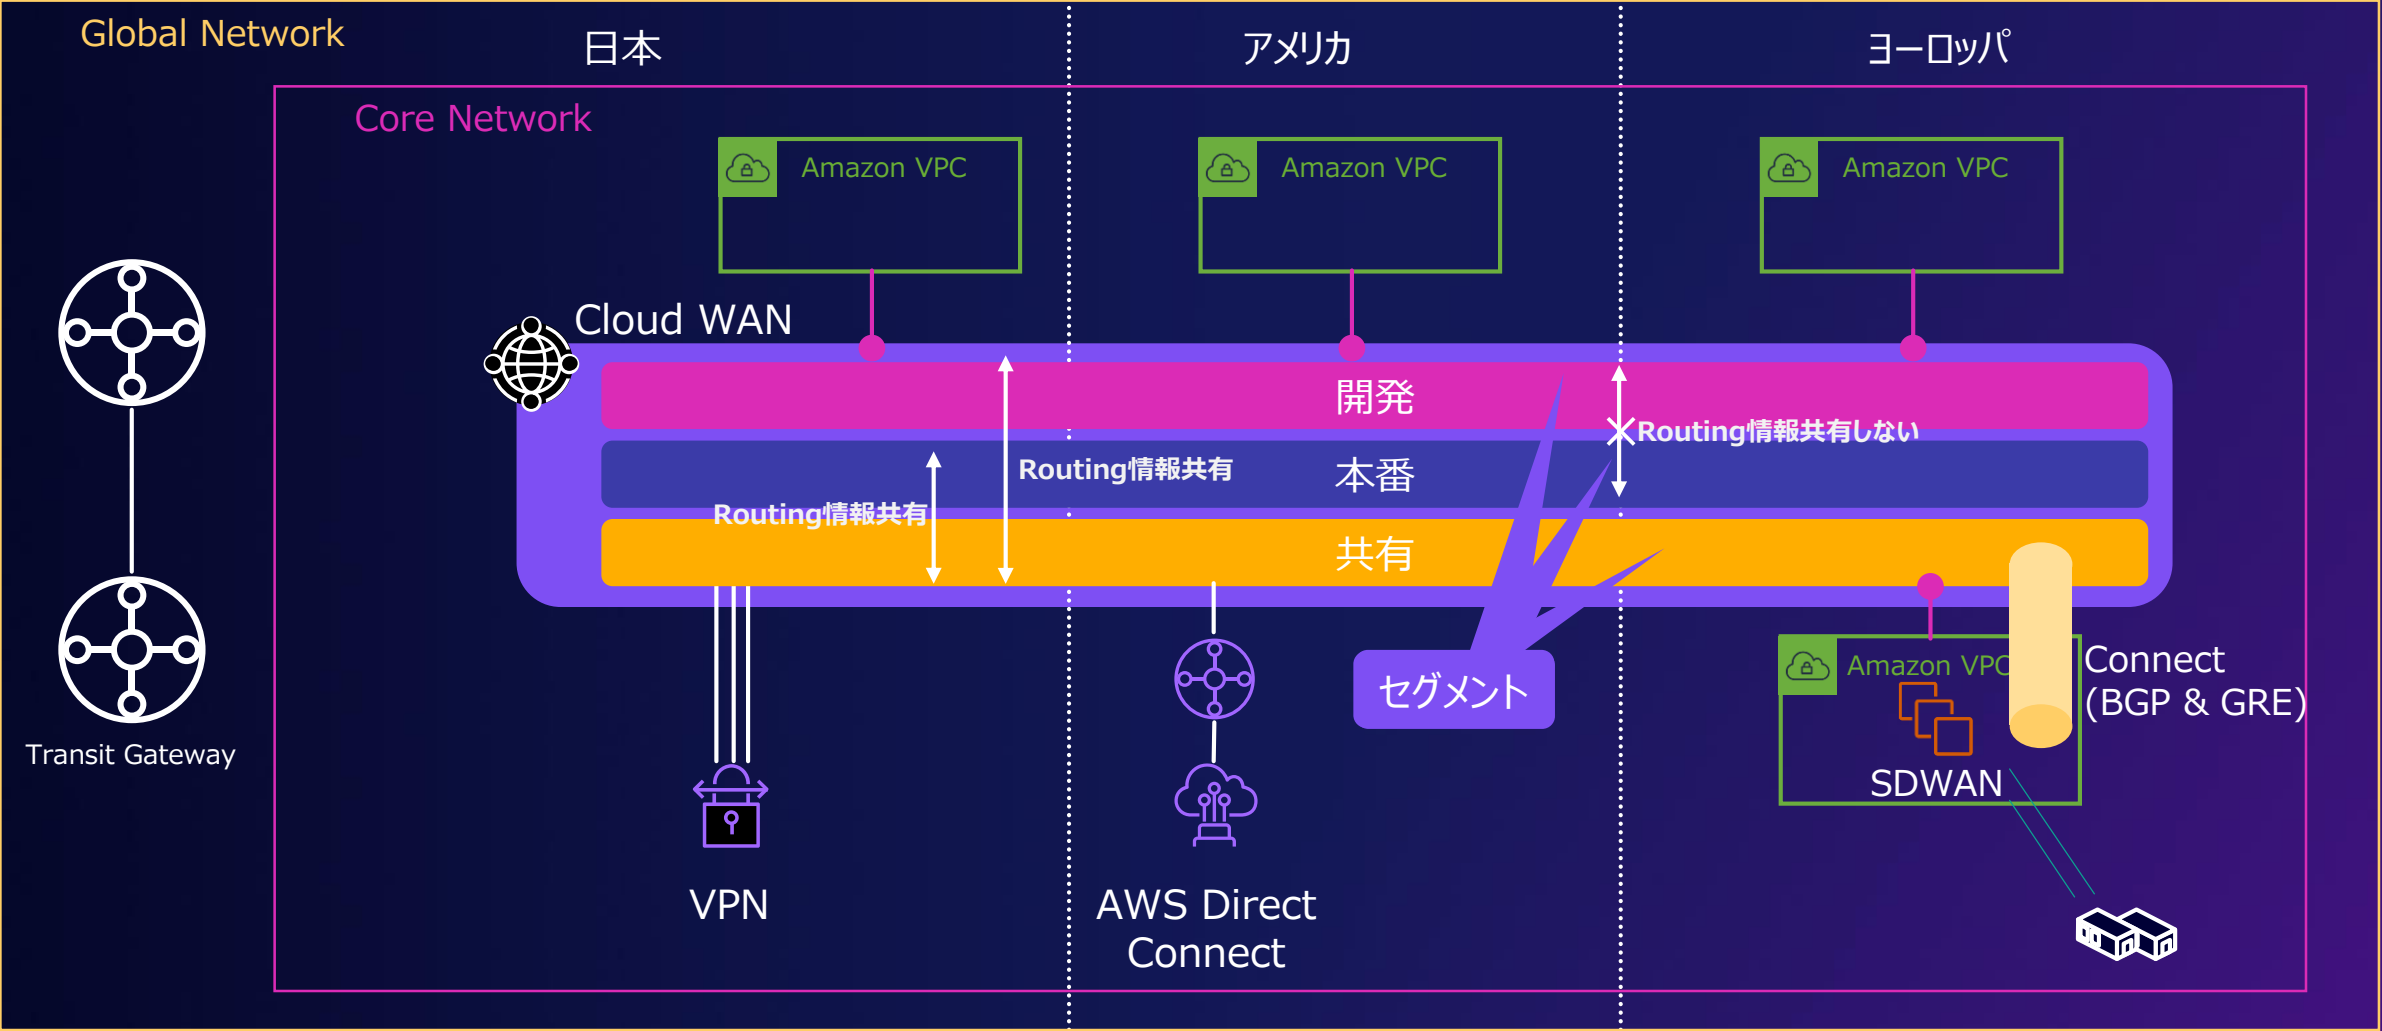 Global Network
日本
アメリカ
ヨーロッパ
Core Network
Amazon VPC
Amazon VPC
Amazon VPC
Cloud WAN
開発
Routing情報共有しない
Routing情報共有
本番
Routing情報共有
共有
セグメント
Amazon VPC
Connect
(BGP & GRE)
SDWAN
Transit Gateway
VPN
AWS Direct
Connect